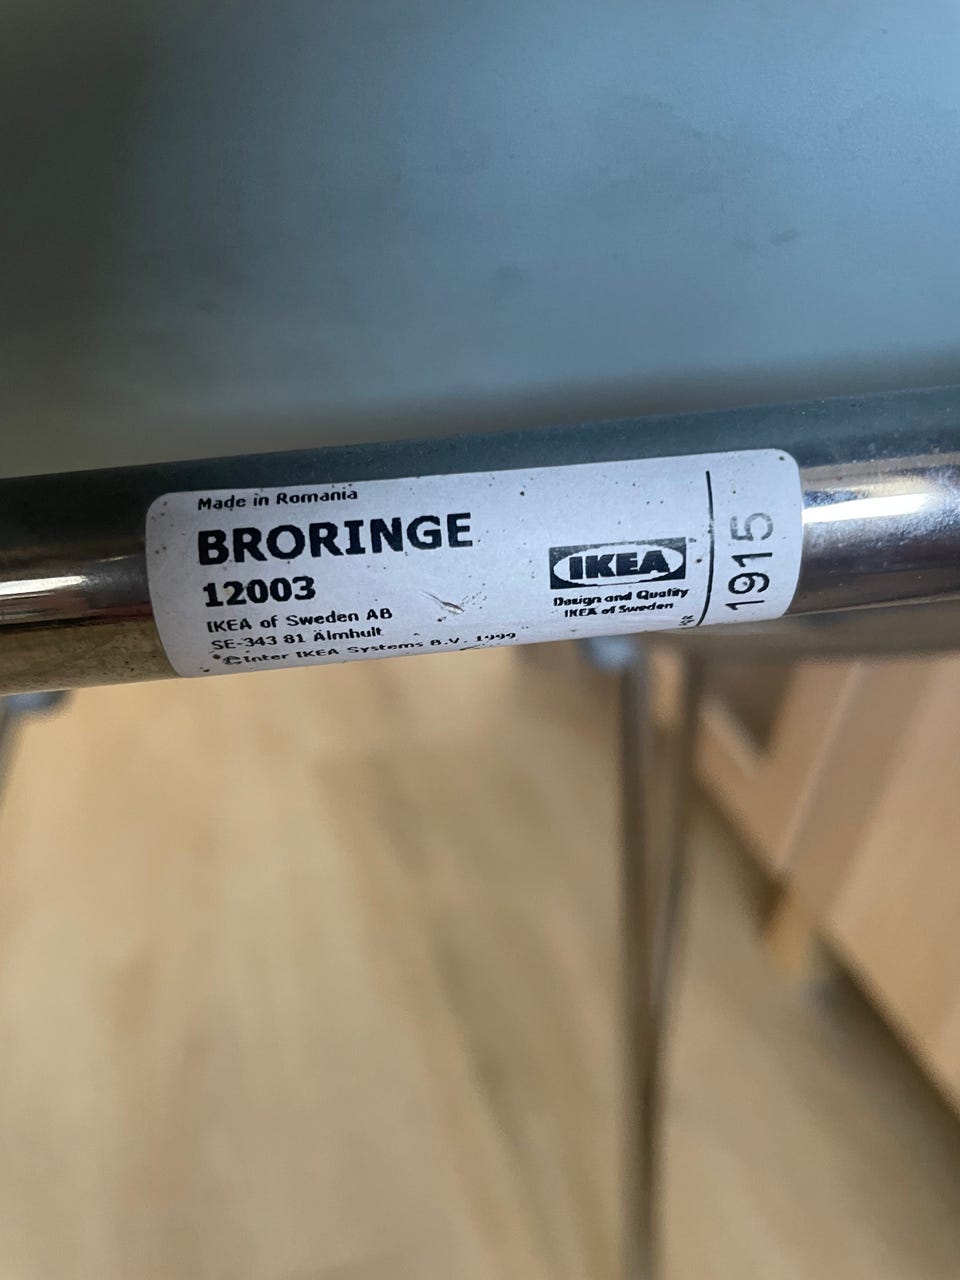 Made in Romania
BRORINGE
12003
IKEA of Sweden AB
SE-343 81 Älmhult
©Inter IKEA Systems B.V. 1999
IKEA
Design and Quality
IKEA of Sweden
1915